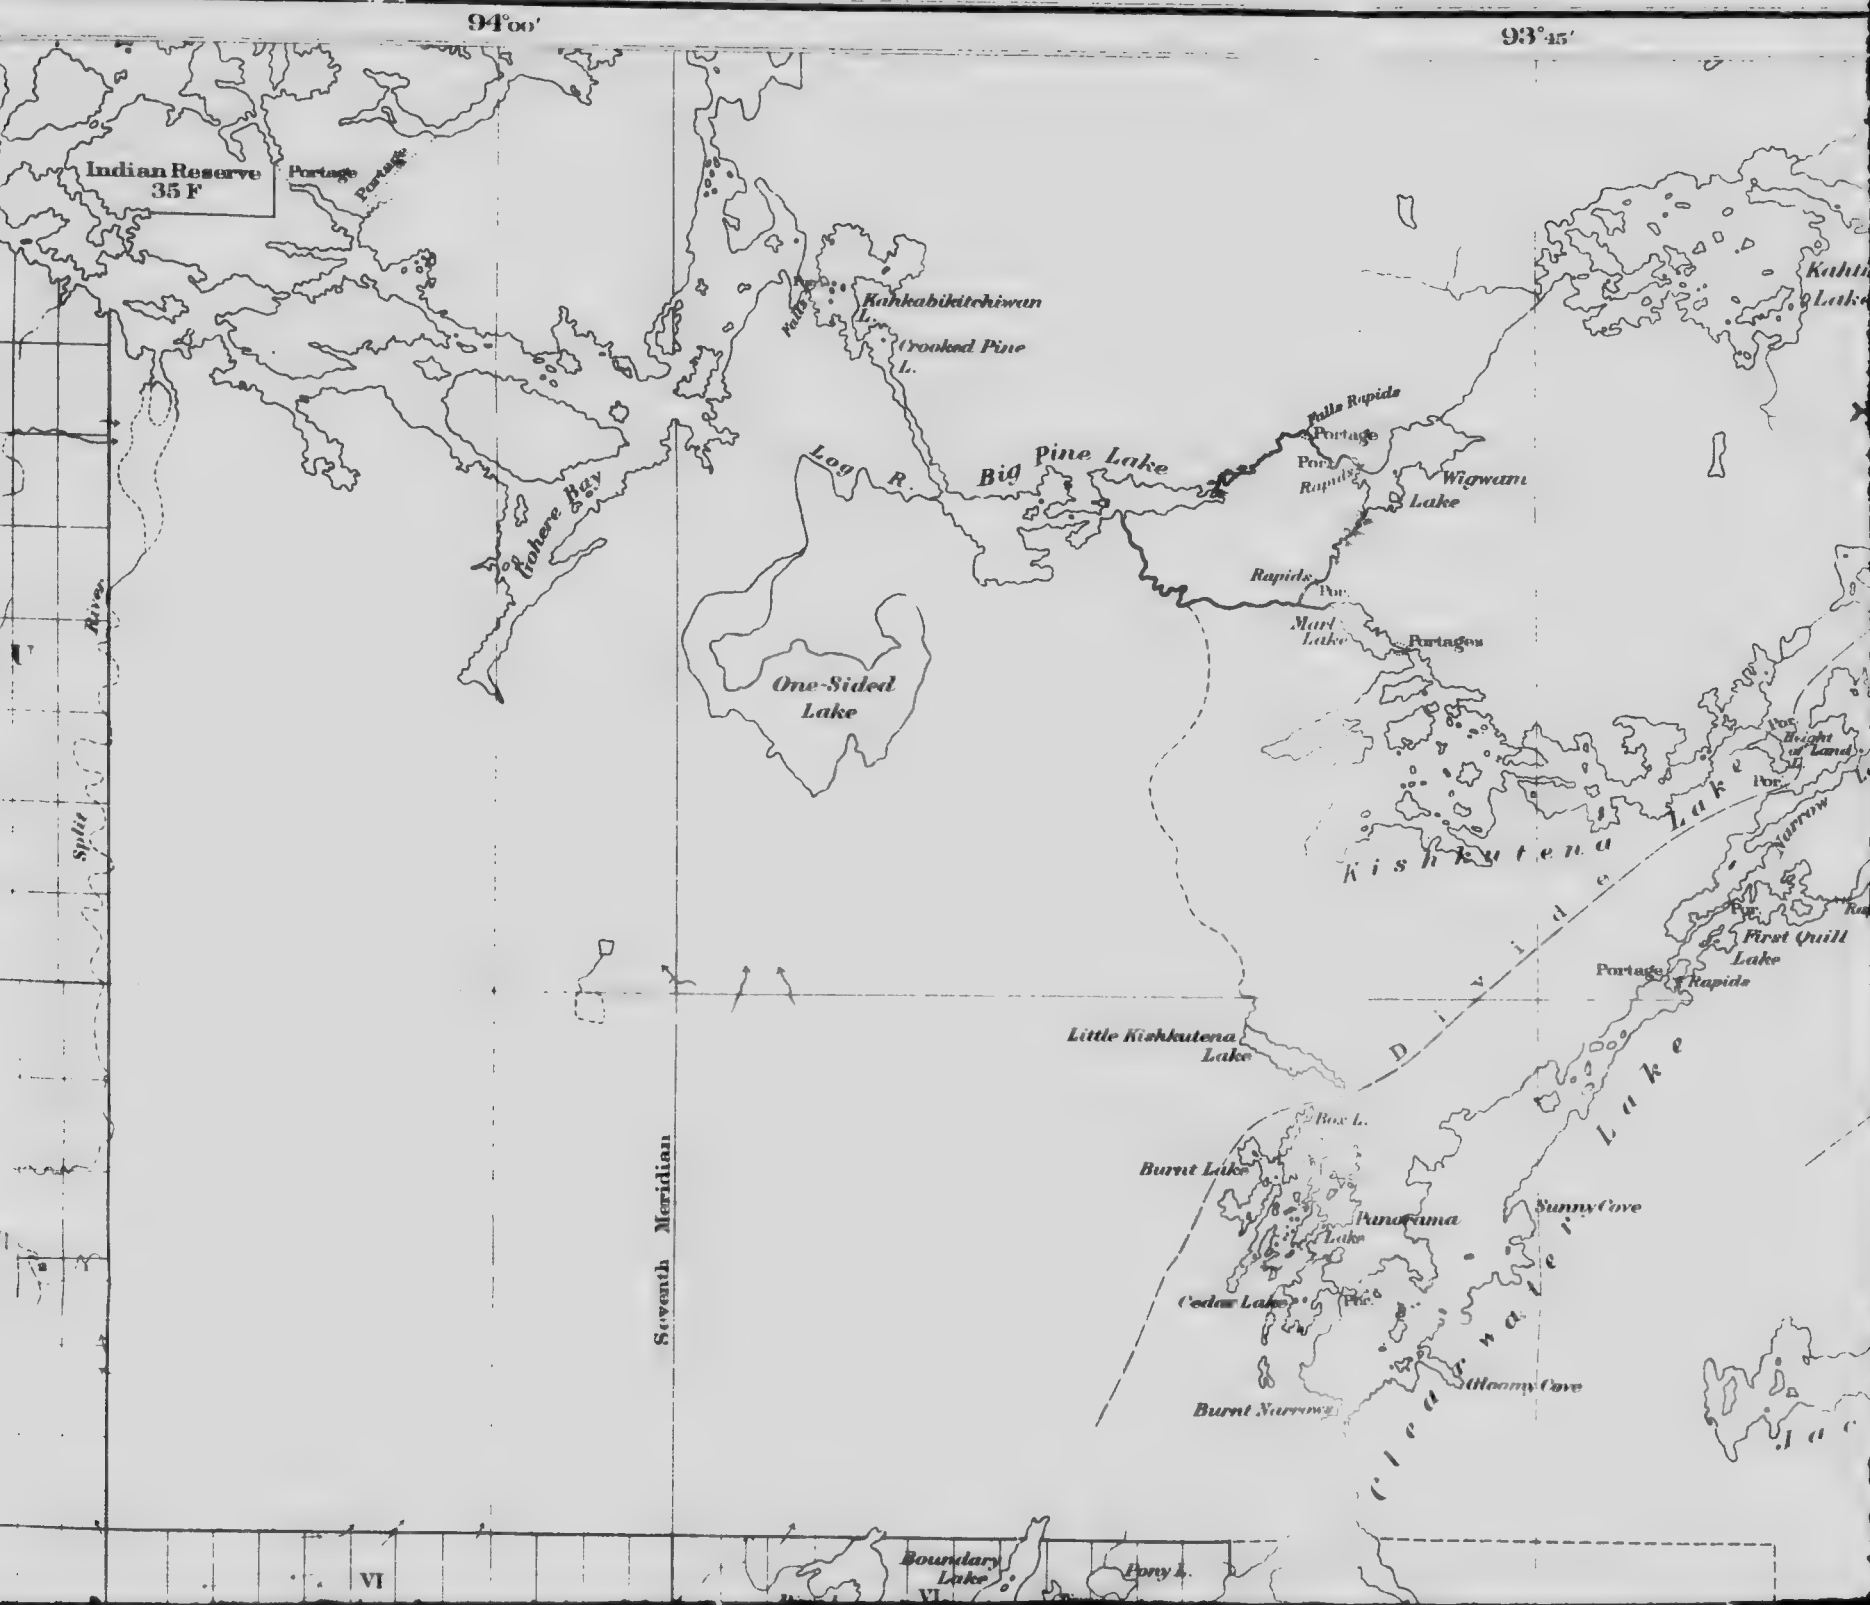 94°00'
93°45'
Indian Reserve
35 F
Portage
Portage
Kahkabikitchiwan
L.
Falls
Crooked Pine
L.
Falls Rapids
Portage
Por.
Rapids
Wigwam
Lake
Big Pine Lake
Log R.
Crohere Bay
Rapids
Por.
Marl
Lake
Portages
River
Split
One-Sided
Lake
Kishkutena Lake
Por.
Height
of Land
L.
Por.
Narrow
Por.
First Quill
Lake
Portage
Rapids
Divide
Little Kishkutena
Lake
Box L.
Burnt Lake
Panorama
Lake
Sunny Cove
Seventh Meridian
Cedar Lake
Por.
Gloomy Cove
Burnt Narrows
Clearwater Lake
VI
Boundary
Lake
VI
Pony L.